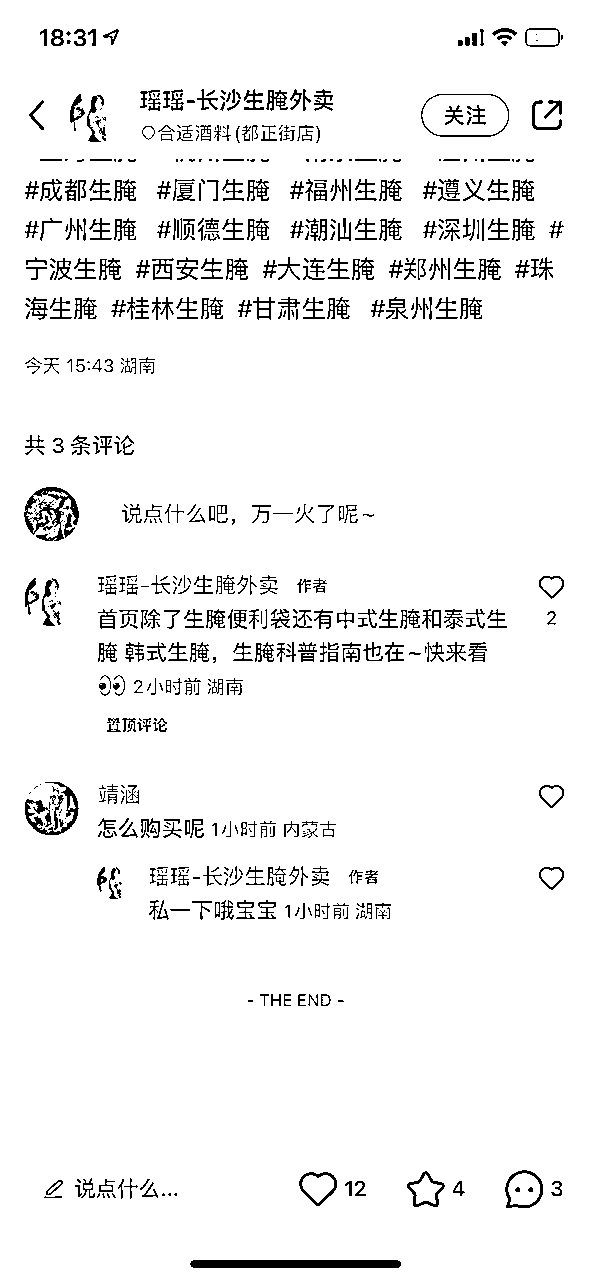 18:31
瑶瑶-长沙生腌外卖
合适酒料(都正街店)
关注
#成都生腌 #厦门生腌 #福州生腌 #遵义生腌
#广州生腌 #顺德生腌 #潮汕生腌 #深圳生腌 #
宁波生腌 #西安生腌 #大连生腌 #郑州生腌 #珠
海生腌 #桂林生腌 #甘肃生腌 #泉州生腌
今天 15:43 湖南
共 3 条评论
说点什么吧，万一火了呢~
瑶瑶-长沙生腌外卖 作者
首页除了生腌便利袋还有中式生腌和泰式生
腌 韩式生腌，生腌科普指南也在~快来看
👀 2小时前 湖南
2
置顶评论
靖涵
怎么购买呢 1小时前 内蒙古
瑶瑶-长沙生腌外卖 作者
私一下哦宝宝 1小时前 湖南
- THE END -
说点什么... 12 4 3